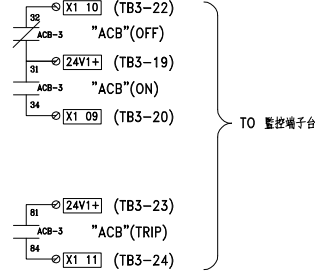 X1 10 (TB3-22)
32
ACB-3 "ACB"(OFF)
31 24V1+ (TB3-19)
ACB-3 "ACB"(ON)
34
X1 09 (TB3-20)
TO 監控端子台
24V1+ (TB3-23)
81
ACB-3 "ACB"(TRIP)
84
X1 11 (TB3-24)